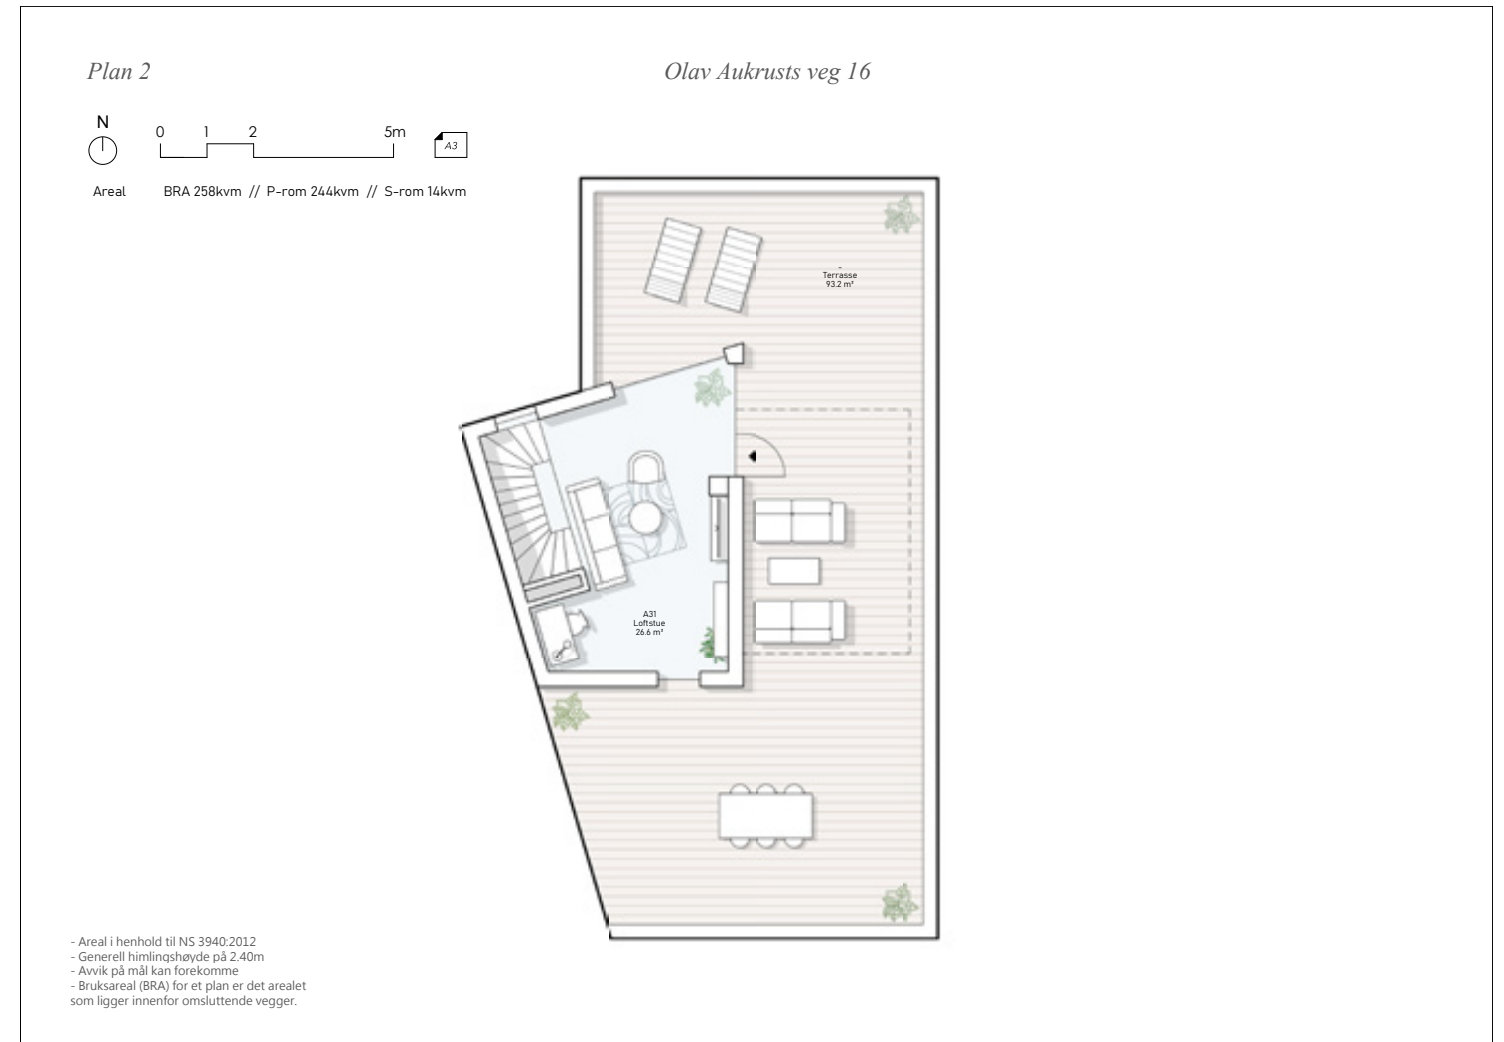 Plan 2
Olav Aukrusts veg 16
N
0 1 2 5m
A3
Areal BRA 258kvm // P-rom 244kvm // S-rom 14kvm
-
Terrasse
93.2 m²
A31
Loftstue
26.6 m²
- Areal i henhold til NS 3940:2012
- Generell himlingshøyde på 2.40m
- Avvik på mål kan forekomme
- Bruksareal (BRA) for et plan er det arealet
som ligger innenfor omsluttende vegger.